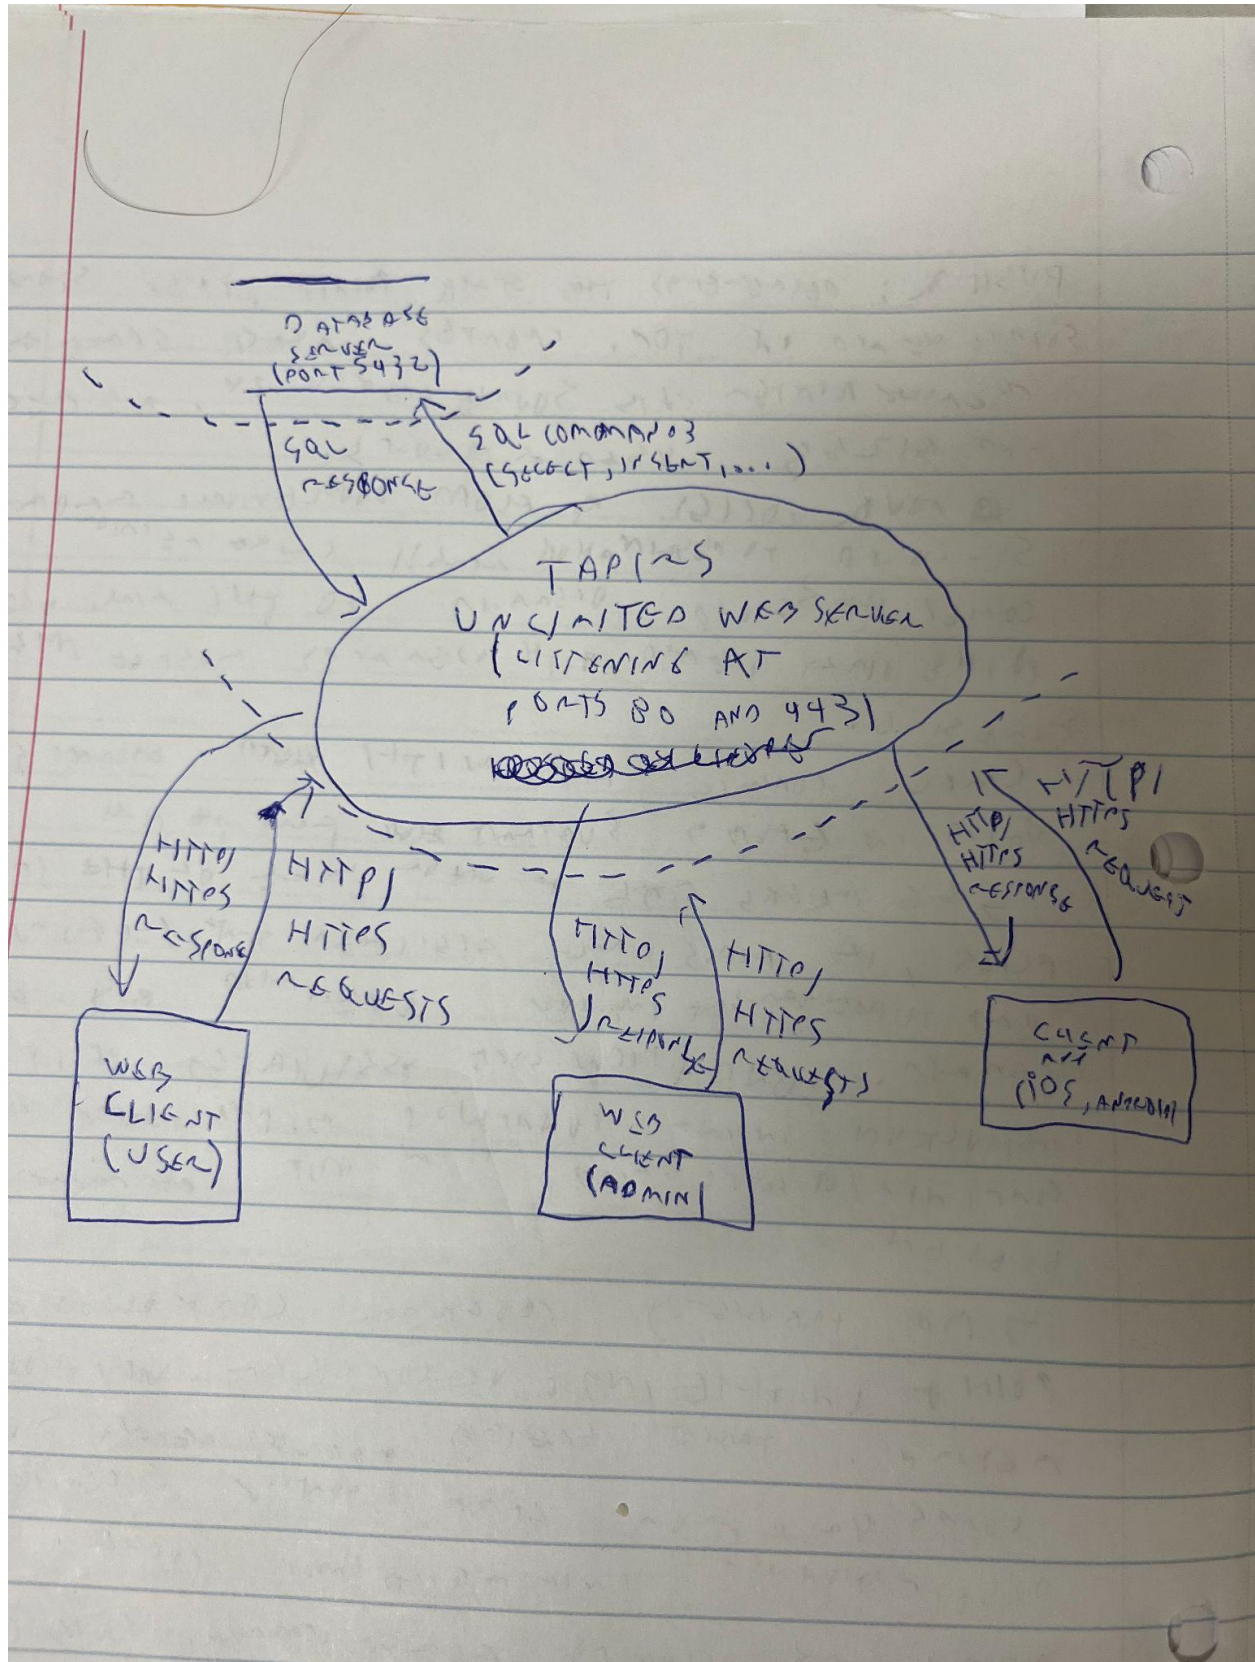 DATABASE
SERVER
(PORT 5432)
SQL
RESPONSE
SQL COMMANDS
(SELECT, INSERT, ...)
TAPIRS
UNLIMITED WEB SERVER
(LISTENING AT
PORTS 80 AND 443)
HTTP/
HTTPS
RESPONSE
HTTP/
HTTPS
REQUESTS
HTTP/
HTTPS
RESPONSE
HTTP/
HTTPS
REQUESTS
HTTP/
HTTPS
RESPONSE
HTTP/
HTTPS
REQUEST
WEB
CLIENT
(USER)
WEB
CLIENT
(ADMIN)
CLIENT
(iOS, ANDROID)